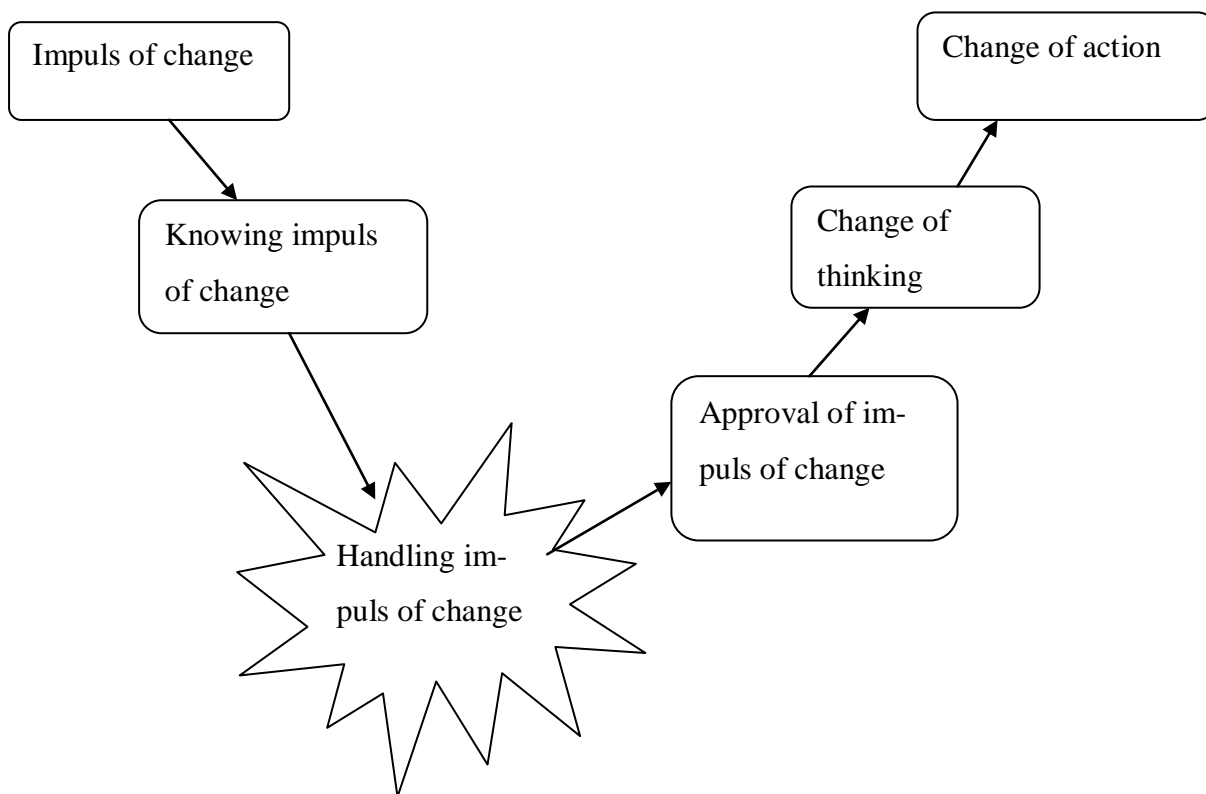 Impuls of change
Knowing impuls
of change
Handling im-
puls of change
Approval of im-
puls of change
Change of
thinking
Change of action